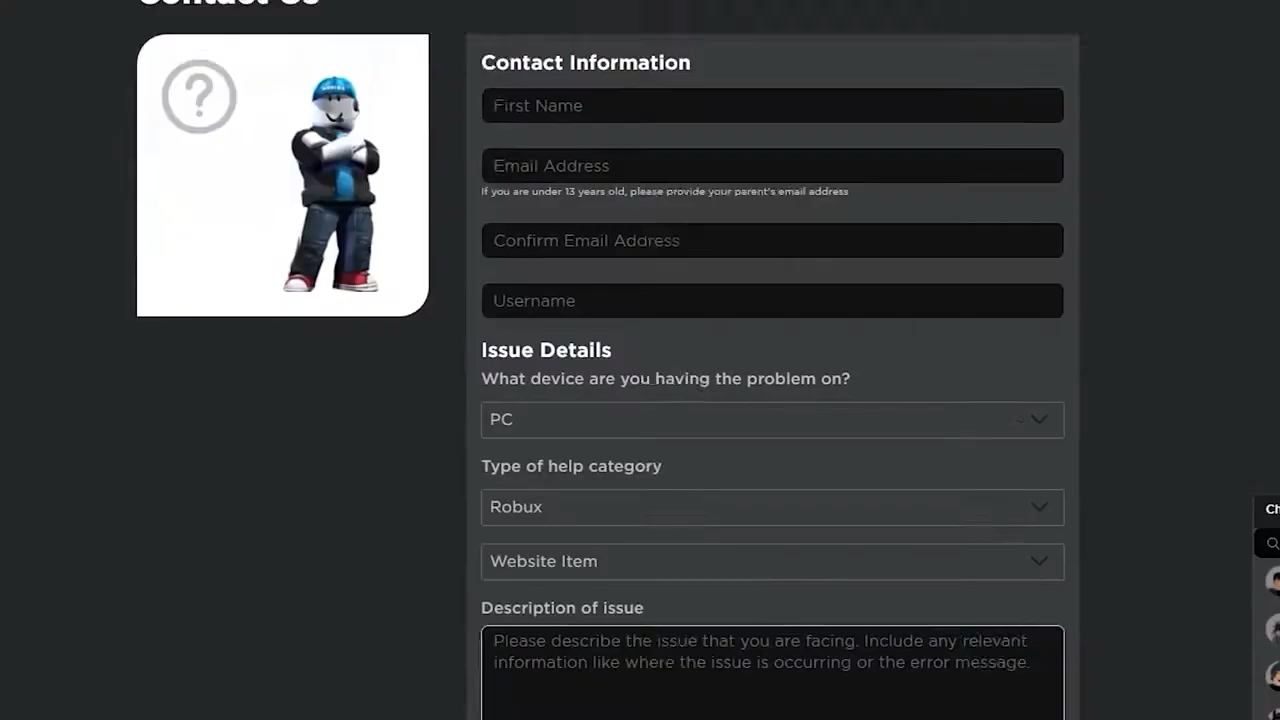 Contact Us
Contact Information
First Name
Email Address
If you are under 13 years old, please provide your parent's email address
Confirm Email Address
Username
Issue Details
What device are you having the problem on?
PC
Type of help category
Robux
Website Item
Description of issue
Please describe the issue that you are facing. Include any relevant
information like where the issue is occurring or the error message.
Ch